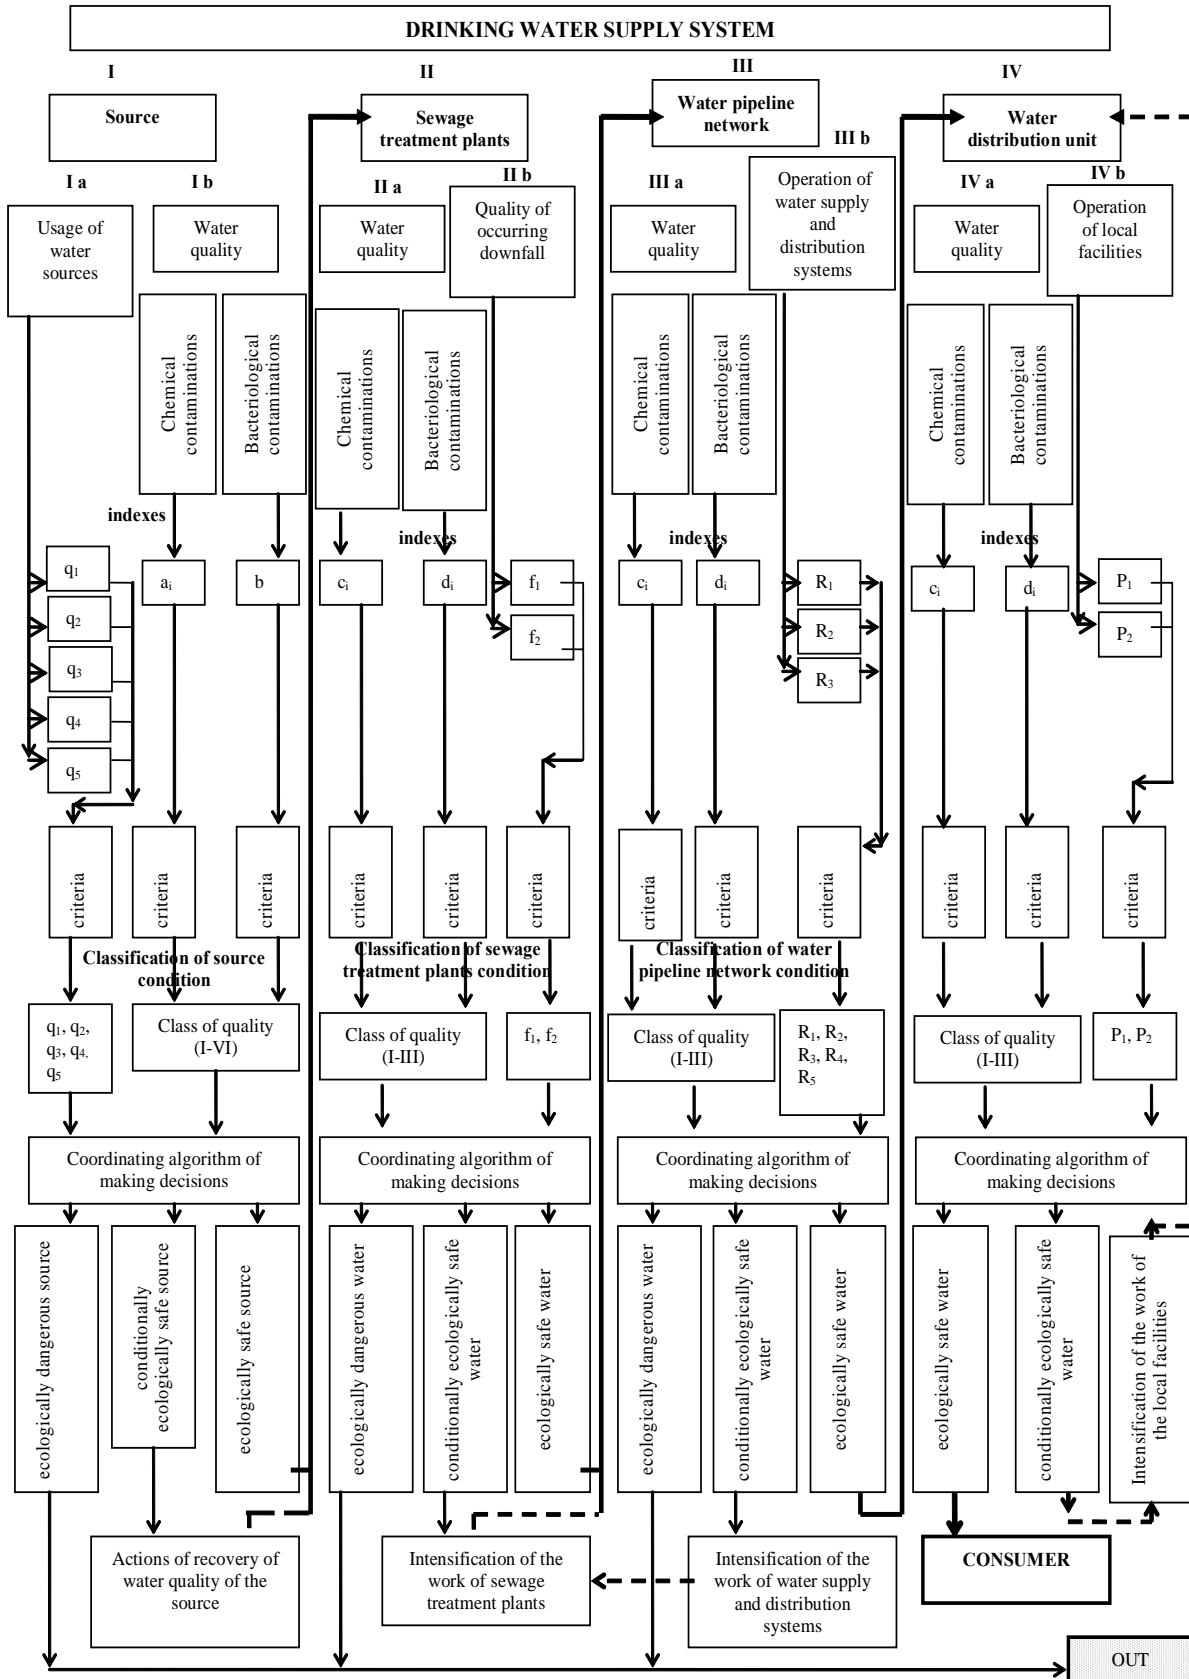 DRINKING WATER SUPPLY SYSTEM
I
Source
I a
Usage of
water
sources
I b
Water
quality
Chemical
contaminations
Bacteriological
contaminations
indexes
q1
q2
q3
q4
q5
ai
b
criteria
criteria
criteria
Classification of source
condition
q1, q2,
q3, q4,
q5
Class of quality
(I-VI)
Coordinating algorithm of
making decisions
ecologically dangerous source
conditionally
ecologically safe source
ecologically safe source
Actions of recovery of
water quality of the
source
II
Sewage
treatment plants
II a
Water
quality
II b
Quality of
occurring
downfall
Chemical
contaminations
Bacteriological
contaminations
indexes
ci
di
f1
f2
criteria
criteria
criteria
Classification of sewage
treatment plants condition
Class of quality
(I-III)
f1, f2
Coordinating algorithm of
making decisions
ecologically dangerous water
conditionally ecologically safe
water
ecologically safe water
Intensification of the
work of sewage
treatment plants
III
Water pipeline
network
III a
Water
quality
III b
Operation of
water supply
and
distribution
systems
Chemical
contaminations
Bacteriological
contaminations
indexes
ci
di
R1
R2
R3
criteria
criteria
criteria
Classification of water
pipeline network condition
Class of quality
(I-III)
R1, R2,
R3, R4,
R5
Coordinating algorithm of
making decisions
ecologically dangerous water
conditionally ecologically safe
water
ecologically safe water
Intensification of the
work of water supply
and distribution
systems
IV
Water
distribution unit
IV a
Water
quality
IV b
Operation
of local
facilities
Chemical
contaminations
Bacteriological
contaminations
indexes
ci
di
P1
P2
criteria
criteria
criteria
Class of quality
(I-III)
P1, P2
Coordinating algorithm of
making decisions
ecologically safe water
conditionally ecologically safe
water
Intensification of the work of
the local facilities
CONSUMER
OUT